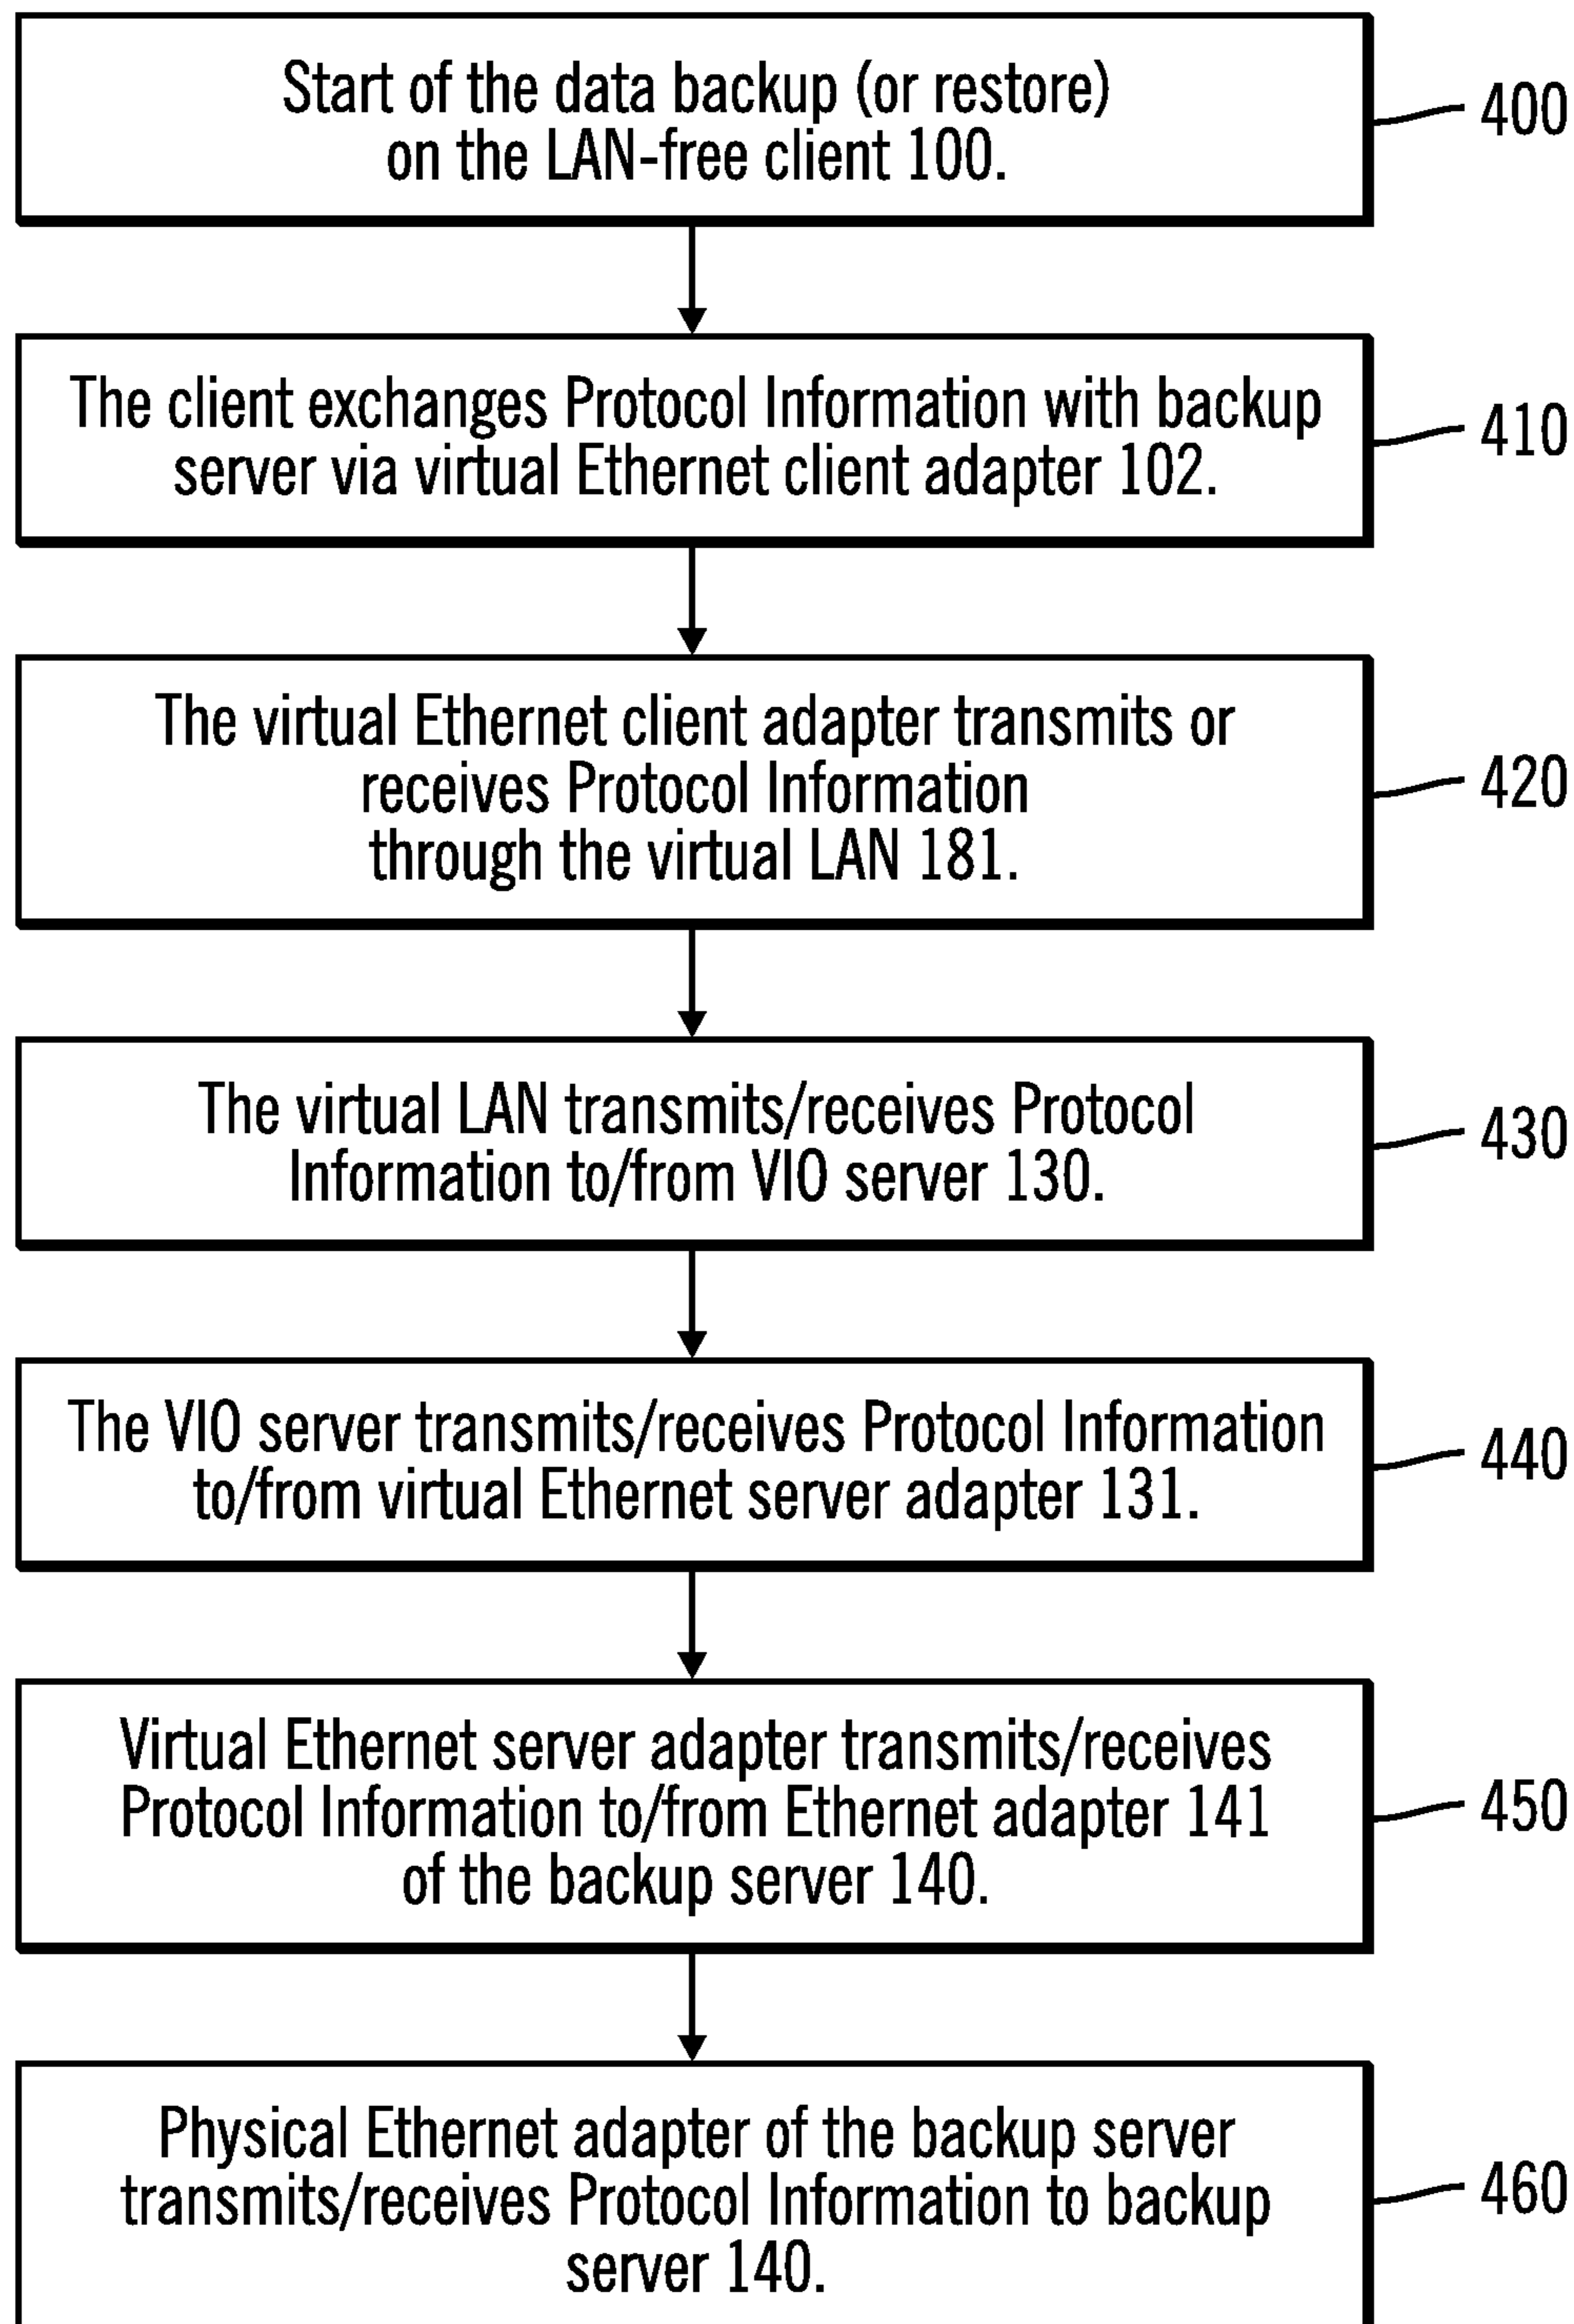 Start of the data backup (or restore)
on the LAN-free client 100.
400
The client exchanges Protocol Information with backup
server via virtual Ethernet client adapter 102.
410
The virtual Ethernet client adapter transmits or
receives Protocol Information
through the virtual LAN 181.
420
The virtual LAN transmits/receives Protocol
Information to/from VIO server 130.
430
The VIO server transmits/receives Protocol Information
to/from virtual Ethernet server adapter 131.
440
Virtual Ethernet server adapter transmits/receives
Protocol Information to/from Ethernet adapter 141
of the backup server 140.
450
Physical Ethernet adapter of the backup server
transmits/receives Protocol Information to backup
server 140.
460